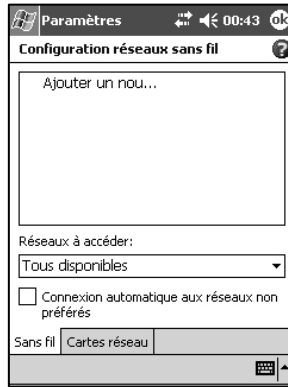 Paramètres 00:43 ok
Configuration réseaux sans fil ?
Ajouter un nou...
Réseaux à accéder:
Tous disponibles
Connexion automatique aux réseaux non
préférés
Sans fil Cartes réseau